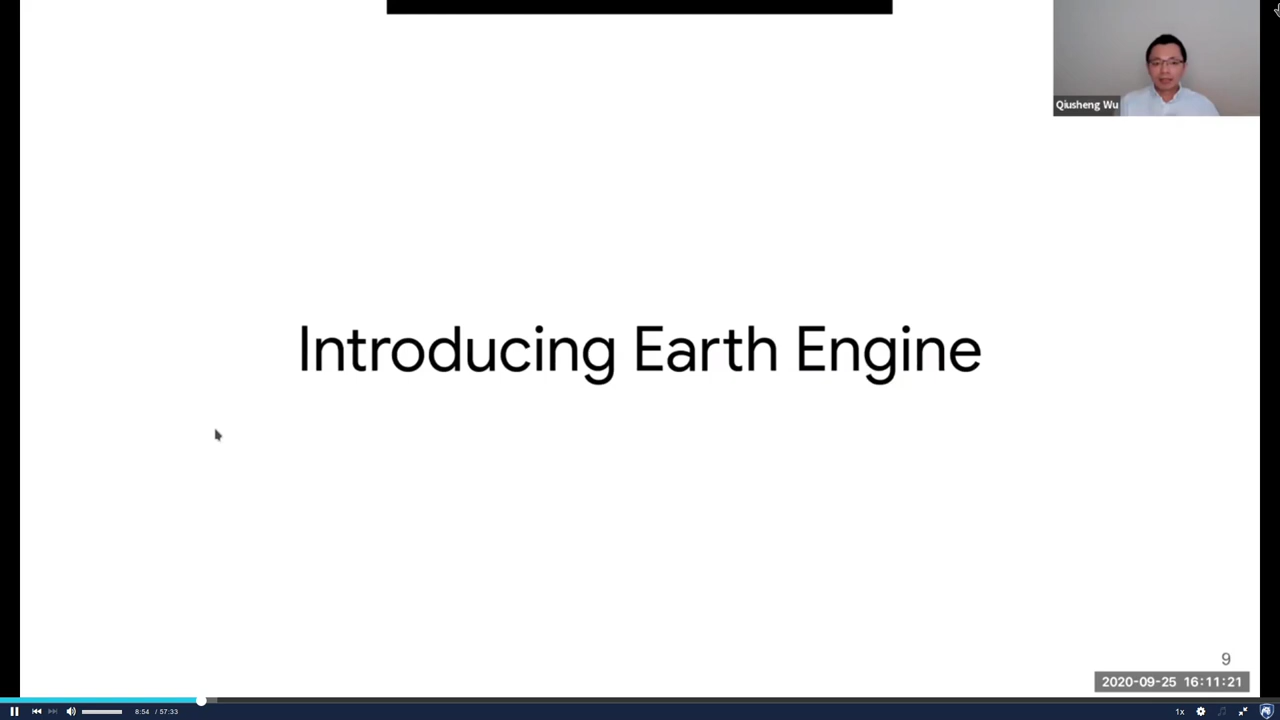 Qiusheng Wu
Introducing Earth Engine
9
2020-09-25 16:11:21
8:54 / 57:33
1x